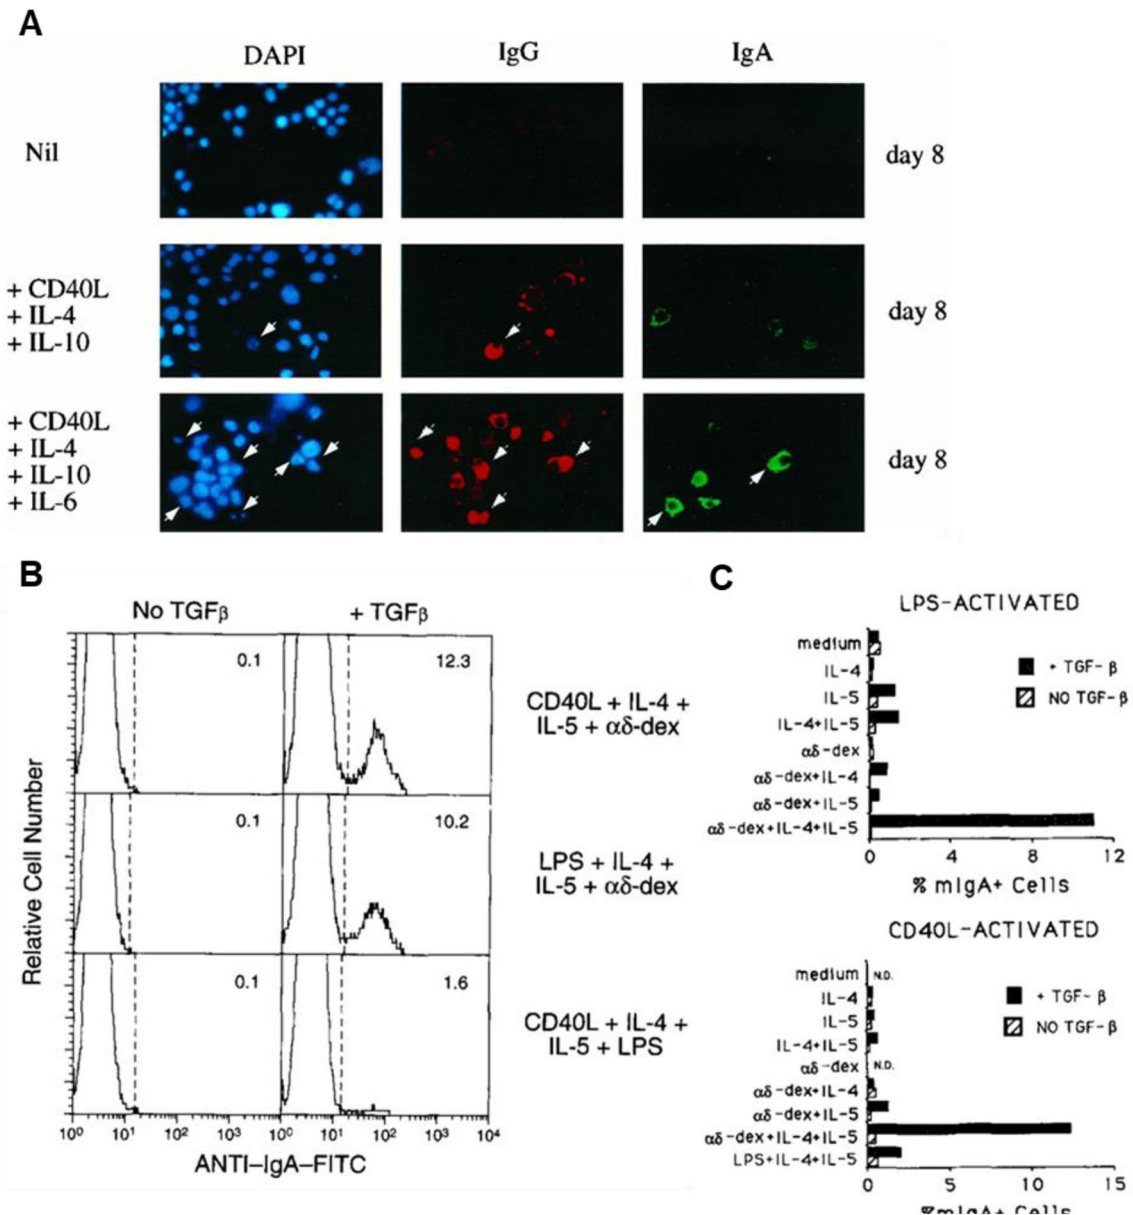 A
DAPI IgG IgA
Nil day 8
+ CD40L
+ IL-4
+ IL-10
day 8
+ CD40L
+ IL-4
+ IL-10
+ IL-6
day 8
B
No TGFβ + TGFβ
0.1 12.3
CD40L + IL-4 +
IL-5 + αδ-dex
0.1 10.2
LPS + IL-4 +
IL-5 + αδ-dex
0.1 1.6
CD40L + IL-4 +
IL-5 + LPS
Relative Cell Number
10⁰ 10¹ 10² 10³ 10⁰ 10¹ 10² 10³ 10⁴
ANTI–IgA–FITC
C
LPS-ACTIVATED
medium
IL-4
IL-5
IL-4+IL-5
αδ-dex
αδ-dex+IL-4
αδ-dex+IL-5
αδ-dex+IL-4+IL-5
+ TGF-β
NO TGF-β
0 4 8 12
% mIgA+ Cells
CD40L-ACTIVATED
medium N.D.
IL-4
IL-5
IL-4+IL-5
αδ-dex N.D.
αδ-dex+IL-4
αδ-dex+IL-5
αδ-dex+IL-4+IL-5
LPS+IL-4+IL-5
+ TGF-β
NO TGF-β
0 5 10 15
%mIgA+ Cells